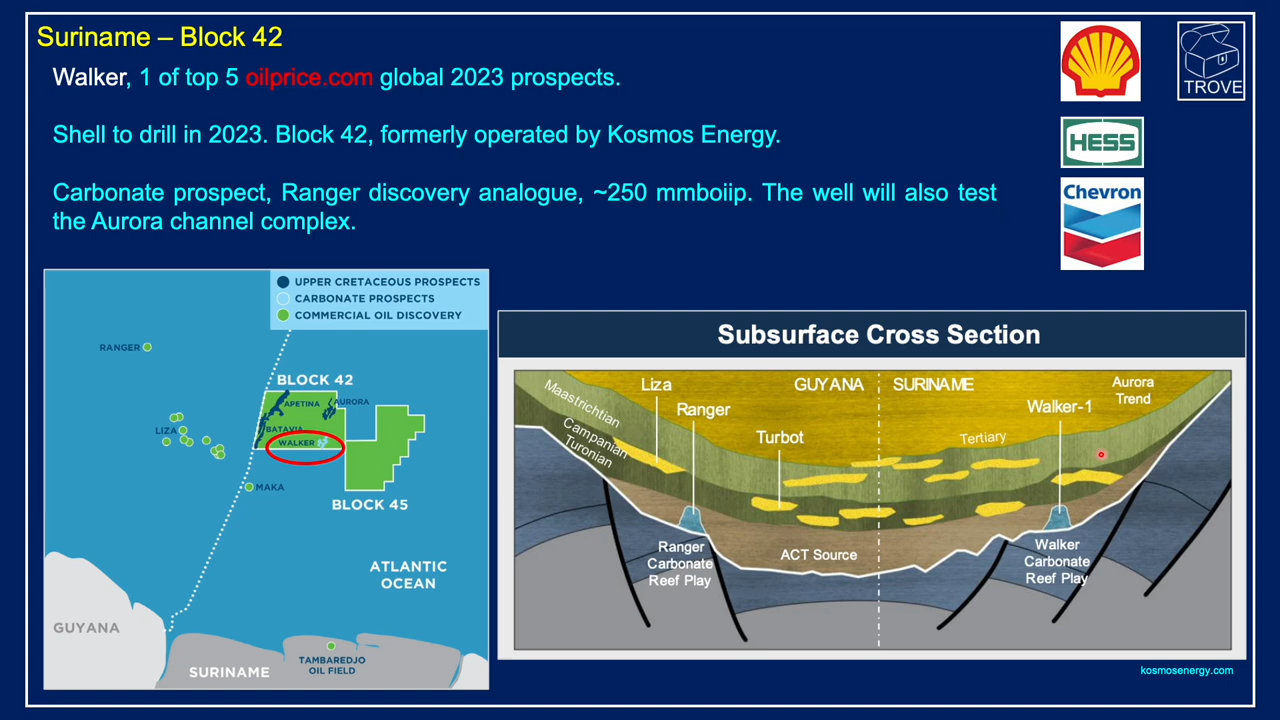 Suriname – Block 42
Walker, 1 of top 5 oilprice.com global 2023 prospects.
Shell to drill in 2023. Block 42, formerly operated by Kosmos Energy.
Carbonate prospect, Ranger discovery analogue, ~250 mmboiip. The well will also test
the Aurora channel complex.
TROVE
HESS
Chevron
UPPER CRETACEOUS PROSPECTS
CARBONATE PROSPECTS
COMMERCIAL OIL DISCOVERY
RANGER
BLOCK 42
APETINA
AURORA
LIZA
BATAVIA
WALKER
MAKA
BLOCK 45
ATLANTIC
OCEAN
GUYANA
SURINAME
TAMBAREDJO
OIL FIELD
Subsurface Cross Section
Liza
GUYANA
SURINAME
Aurora
Trend
Maastrichtian
Ranger
Walker-1
Campanian
Turonian
Turbot
Tertiary
Ranger
Carbonate
Reef Play
ACT Source
Walker
Carbonate
Reef Play
kosmosenergy.com